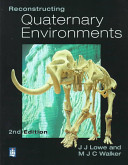 Reconstructing
Quaternary
Environments
2nd Edition
J J Lowe and
M J C Walker